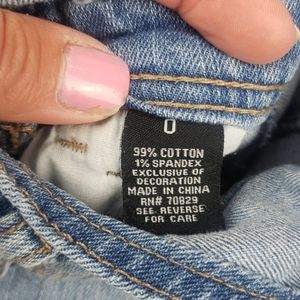 0
99% COTTON
1% SPANDEX
EXCLUSIVE OF
DECORATION
MADE IN CHINA
RN# 70829
SEE REVERSE
FOR CARE